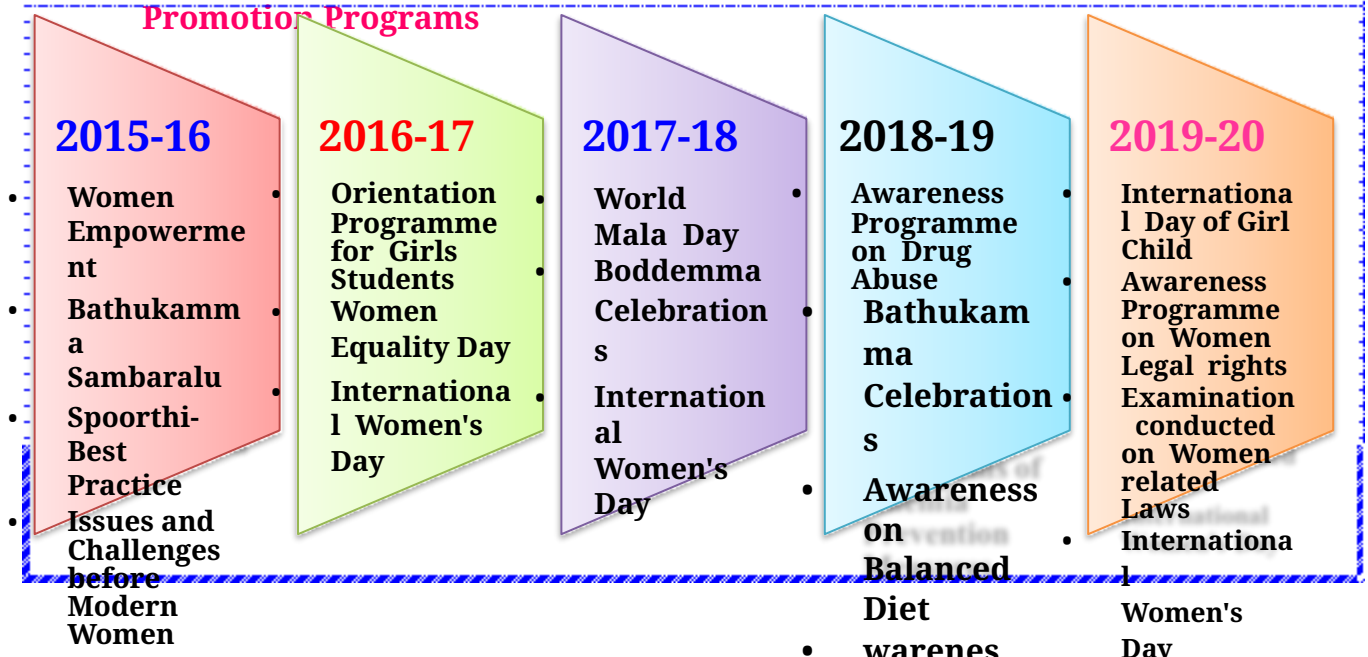 Promotion Programs
2015-16
• Women
Empowerme
nt
• Bathukamm
a
Sambaralu
• Spoorthi-
Best
Practice
• Issues and
Challenges
before
Modern
Women
2016-17
• Orientation
Programme
for Girls
Students
• Women
Equality Day
• Internationa
l Women's
Day
2017-18
• World
Mala Day
• Boddemma
Celebration
s
• Internation
al
Women's
Day
2018-19
• Awareness
Programme
on Drug
Abuse
• Bathukam
ma
Celebration
s
• Awareness
on
Balanced
Diet
• warenes
2019-20
• Internationa
l Day of Girl
Child
• Awareness
Programme
on Women
Legal rights
• Examination
conducted
on Women
related
Laws
• Internationa
l
Women's
Day